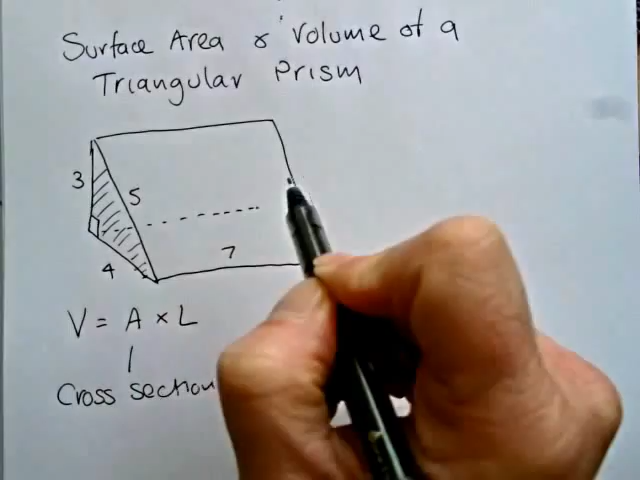 Surface Area & Volume of a
Triangular Prism
3
5
4
7
V = A × L
Cross section